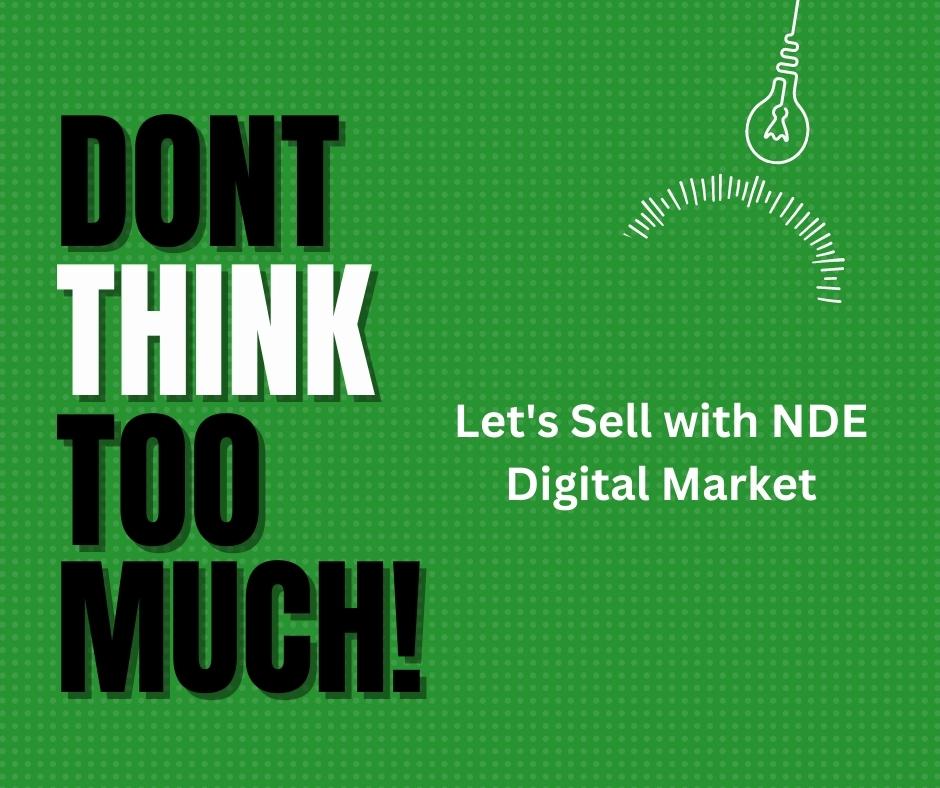 DONT
THINK
TOO
MUCH!
Let's Sell with NDE
Digital Market